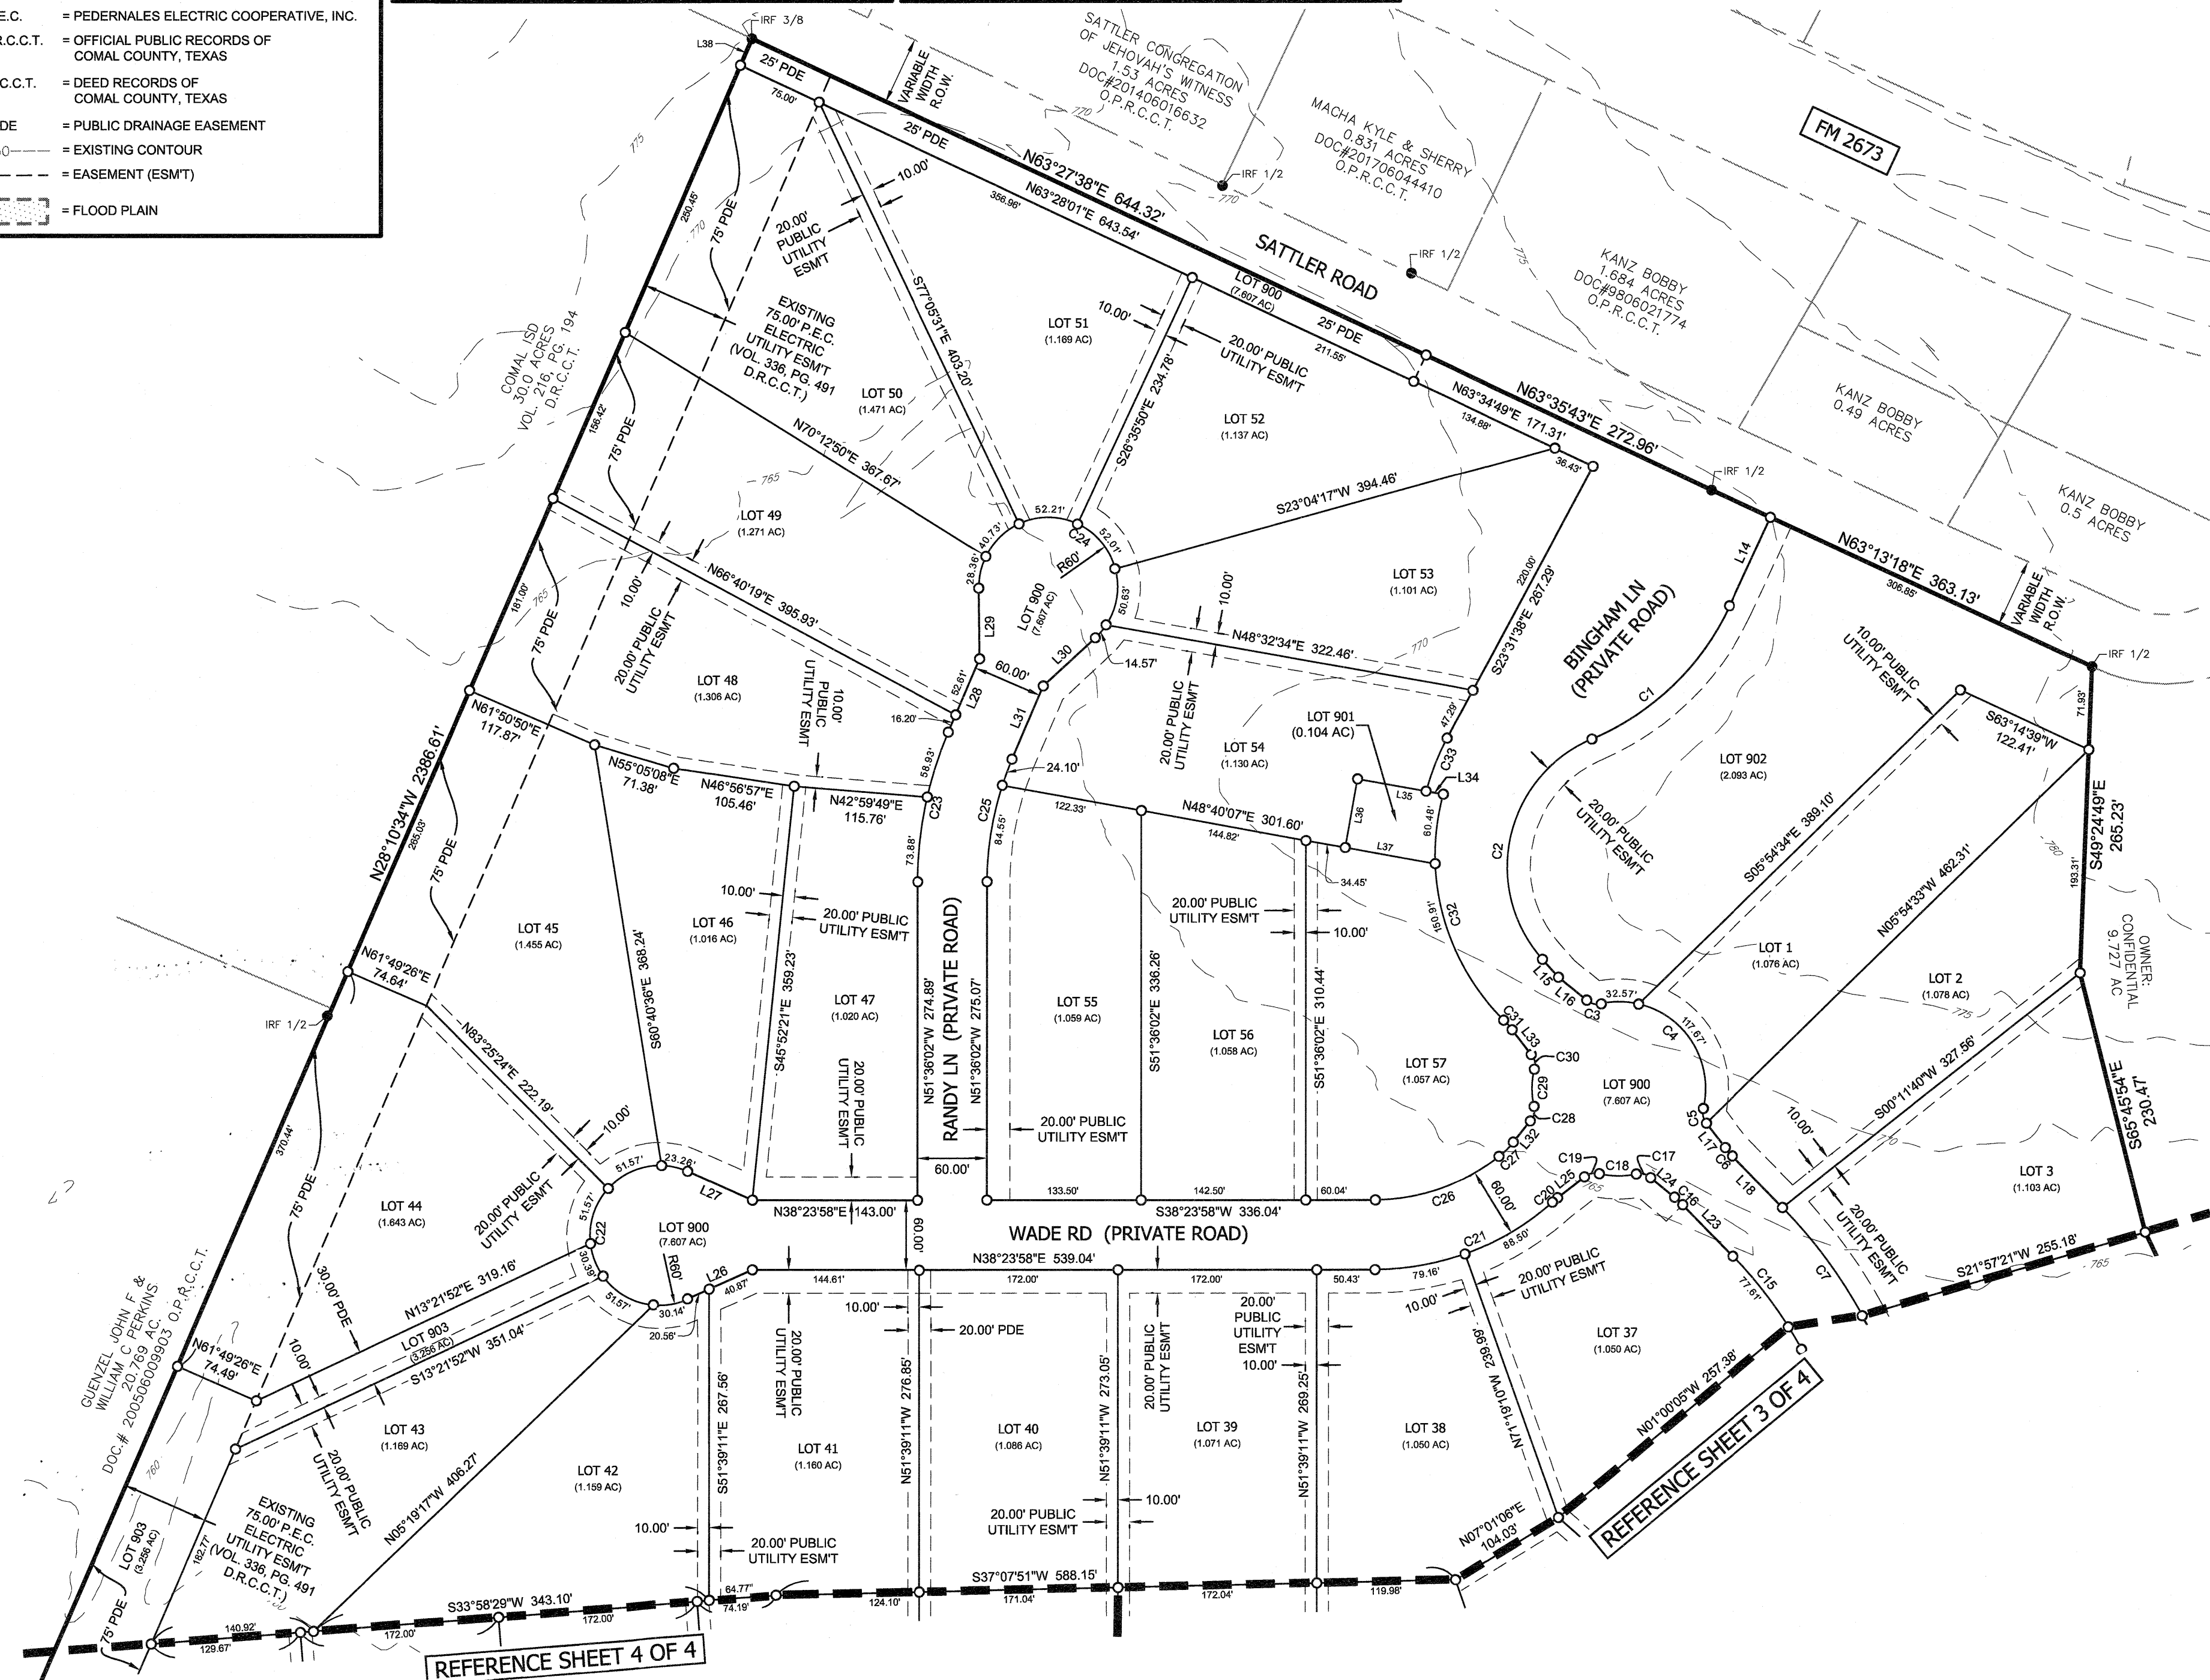 E.C. = PEDERNALES ELECTRIC COOPERATIVE, INC.
R.C.C.T. = OFFICIAL PUBLIC RECORDS OF
COMAL COUNTY, TEXAS
C.C.T. = DEED RECORDS OF
COMAL COUNTY, TEXAS
DE = PUBLIC DRAINAGE EASEMENT
= EXISTING CONTOUR
= EASEMENT (ESM'T)
= FLOOD PLAIN
IRF 3/8
L38
25' PDE
75.00'
VARIABLE
WIDTH
R.O.W.
SATTLER CONGREGATION
OF JEHOVAH'S WITNESS
1.53 ACRES
DOC#201406016632
O.P.R.C.C.T.
770
MACHA KYLE & SHERRY
0.831 ACRES
DOC#201706044410
O.P.R.C.C.T.
FM 2673
775
25' PDE
N63°27'38"E 644.32'
IRF 1/2
770
10.00'
356.96'
N63°28'01"E 643.54'
250.45'
75' PDE
770
20.00'
PUBLIC
UTILITY
ESM'T
SATTLER ROAD
IRF 1/2
775
KANZ BOBBY
1.684 ACRES
DOC#9806021774
O.P.R.C.C.T.
KANZ BOBBY
0.49 ACRES
KANZ BOBBY
0.5 ACRES
S77°05'31"E 403.20'
EXISTING
75.00' P.E.C.
ELECTRIC
UTILITY ESM'T
(VOL. 336, PG. 491
D.R.C.C.T.)
LOT 900
(7.607 AC)
10.00'
LOT 51
(1.169 AC)
25' PDE
211.55'
20.00' PUBLIC
UTILITY ESM'T
COMAL ISD
30.0 ACRES
VOL. 216, PG. 194
D.R.C.C.T.
LOT 50
(1.471 AC)
S26°35'50"E 234.78'
N63°34'49"E 171.31'
134.88'
N63°35'43"E 272.96'
36.43'
IRF 1/2
156.42'
75' PDE
N70°12'50"E 367.67'
LOT 52
(1.137 AC)
765
S23°04'17"W 394.46'
LOT 49
(1.271 AC)
52.21'
40.73'
C24
52.01'
R60'
28.36'
N63°13'18"E 363.13'
306.85'
VARIABLE
WIDTH
R.O.W.
L14
LOT 53
(1.101 AC)
220.00'
S23°31'38"E 267.29'
N66°40'19"E 395.93'
10.00'
20.00' PUBLIC
UTILITY ESM'T
181.00'
765
75' PDE
LOT 900
(7.607 AC)
50.63'
10.00'
L29
L30
N48°32'34"E 322.46'
770
14.57'
BINGHAM LN
(PRIVATE ROAD)
10.00' PUBLIC
UTILITY ESM'T
IRF 1/2
60.00'
52.61'
L28
16.20'
LOT 48
(1.306 AC)
10.00'
PUBLIC
UTILITY ESM'T
N61°50'50"E
117.87'
L31
20.00' PUBLIC
UTILITY ESM'T
LOT 54
(1.130 AC)
LOT 901
(0.104 AC)
47.29'
C33
C1
S63°14'39"W
122.41'
71.93'
LOT 902
(2.093 AC)
N28°10'34"W 2386.61'
N55°05'08"E
71.38'
N46°56'57"E
105.46'
N42°59'49"E
115.76'
58.93'
C23
24.10'
C25
L34
L35
L36
L37
20.00' PUBLIC
UTILITY ESM'T
S49°24'49"E
265.23'
265.03'
75' PDE
122.33'
N48°40'07"E 301.60'
144.82'
60.48'
C2
780
193.31'
73.88'
84.55'
34.45'
S05°54'34"E 389.10'
N05°54'33"W 462.31'
10.00'
20.00' PUBLIC
UTILITY ESM'T
20.00' PUBLIC
UTILITY ESM'T
10.00'
150.91'
C32
LOT 45
(1.455 AC)
LOT 46
(1.016 AC)
S60°40'36"E 368.24'
S45°52'21"E 359.23'
LOT 47
(1.020 AC)
N51°36'02"W 274.89'
RANDY LN (PRIVATE ROAD)
N51°36'02"W 275.07'
LOT 55
(1.059 AC)
S51°36'02"E 336.26'
LOT 56
(1.058 AC)
S51°36'02"E 310.44'
LOT 57
(1.057 AC)
LOT 1
(1.076 AC)
LOT 2
(1.078 AC)
775
OWNER:
CONFIDENTIAL
9.727 AC
N61°49'26"E
74.64'
IRF 1/2
L15
L16
C3
32.57'
C4
117.67'
C31
L33
C30
C29
C28
L32
C27
LOT 900
(7.607 AC)
C5
L17
C6
L18
S00°11'40"W 327.56'
770
10.00'
S65°45'54"E
230.47'
N83°25'24"E 222.19'
10.00'
20.00' PUBLIC
UTILITY ESM'T
20.00' PUBLIC
UTILITY ESM'T
370.44'
75' PDE
51.57'
23.26'
L27
51.57'
60.00'
133.50'
142.50'
60.04'
C26
60.00'
C19
C18
C17
L25
765
C20
L24
C16
L23
LOT 3
(1.103 AC)
20.00' PUBLIC
UTILITY ESM'T
LOT 44
(1.643 AC)
20.00' PUBLIC
UTILITY ESM'T
C22
LOT 900
(7.607 AC)
N38°23'58"E 143.00'
60.00'
S38°23'58"W 336.04'
WADE RD (PRIVATE ROAD)
N38°23'58"E 539.04'
C21
88.50'
C15
77.61'
C7
S21°57'21"W 255.18'
765
30.39'
R60'
L26
40.87'
144.61'
172.00'
172.00'
50.43'
79.16'
GUENZEL JOHN F &
WILLIAM C PERKINS
20.769 AC.
DOC.# 200506009903 O.P.R.C.C.T.
30.00' PDE
N13°21'52"E 319.16'
51.57'
30.14'
20.56'
10.00'
20.00' PDE
20.00' PUBLIC
UTILITY ESM'T
20.00' PUBLIC
UTILITY ESM'T
20.00'
PUBLIC
UTILITY
ESM'T
10.00'
10.00'
20.00' PUBLIC
UTILITY ESM'T
LOT 37
(1.050 AC)
N61°49'26"E
74.49'
10.00'
LOT 903
(3.256 AC)
S13°21'52"W 351.04'
N71°19'10"W 239.99'
N01°00'05"W 257.38'
REFERENCE SHEET 3 OF 4
LOT 43
(1.169 AC)
20.00' PUBLIC
UTILITY ESM'T
N05°19'17"W 406.27'
LOT 42
(1.159 AC)
S51°39'11"E 267.56'
LOT 41
(1.160 AC)
N51°39'11"W 276.85'
LOT 40
(1.086 AC)
N51°39'11"W 273.05'
LOT 39
(1.071 AC)
N51°39'11"W 269.25'
LOT 38
(1.050 AC)
760
EXISTING
75.00' P.E.C.
ELECTRIC
UTILITY ESM'T
(VOL. 336, PG. 491
D.R.C.C.T.)
LOT 903
(3.256 AC)
182.77'
75' PDE
10.00'
20.00' PUBLIC
UTILITY ESM'T
20.00' PUBLIC
UTILITY ESM'T
10.00'
N07°01'06"E
104.03'
S33°58'29"W 343.10'
140.92'
129.67'
172.00'
172.00'
64.77'
74.19'
124.10'
S37°07'51"W 588.15'
171.04'
172.04'
119.98'
REFERENCE SHEET 4 OF 4